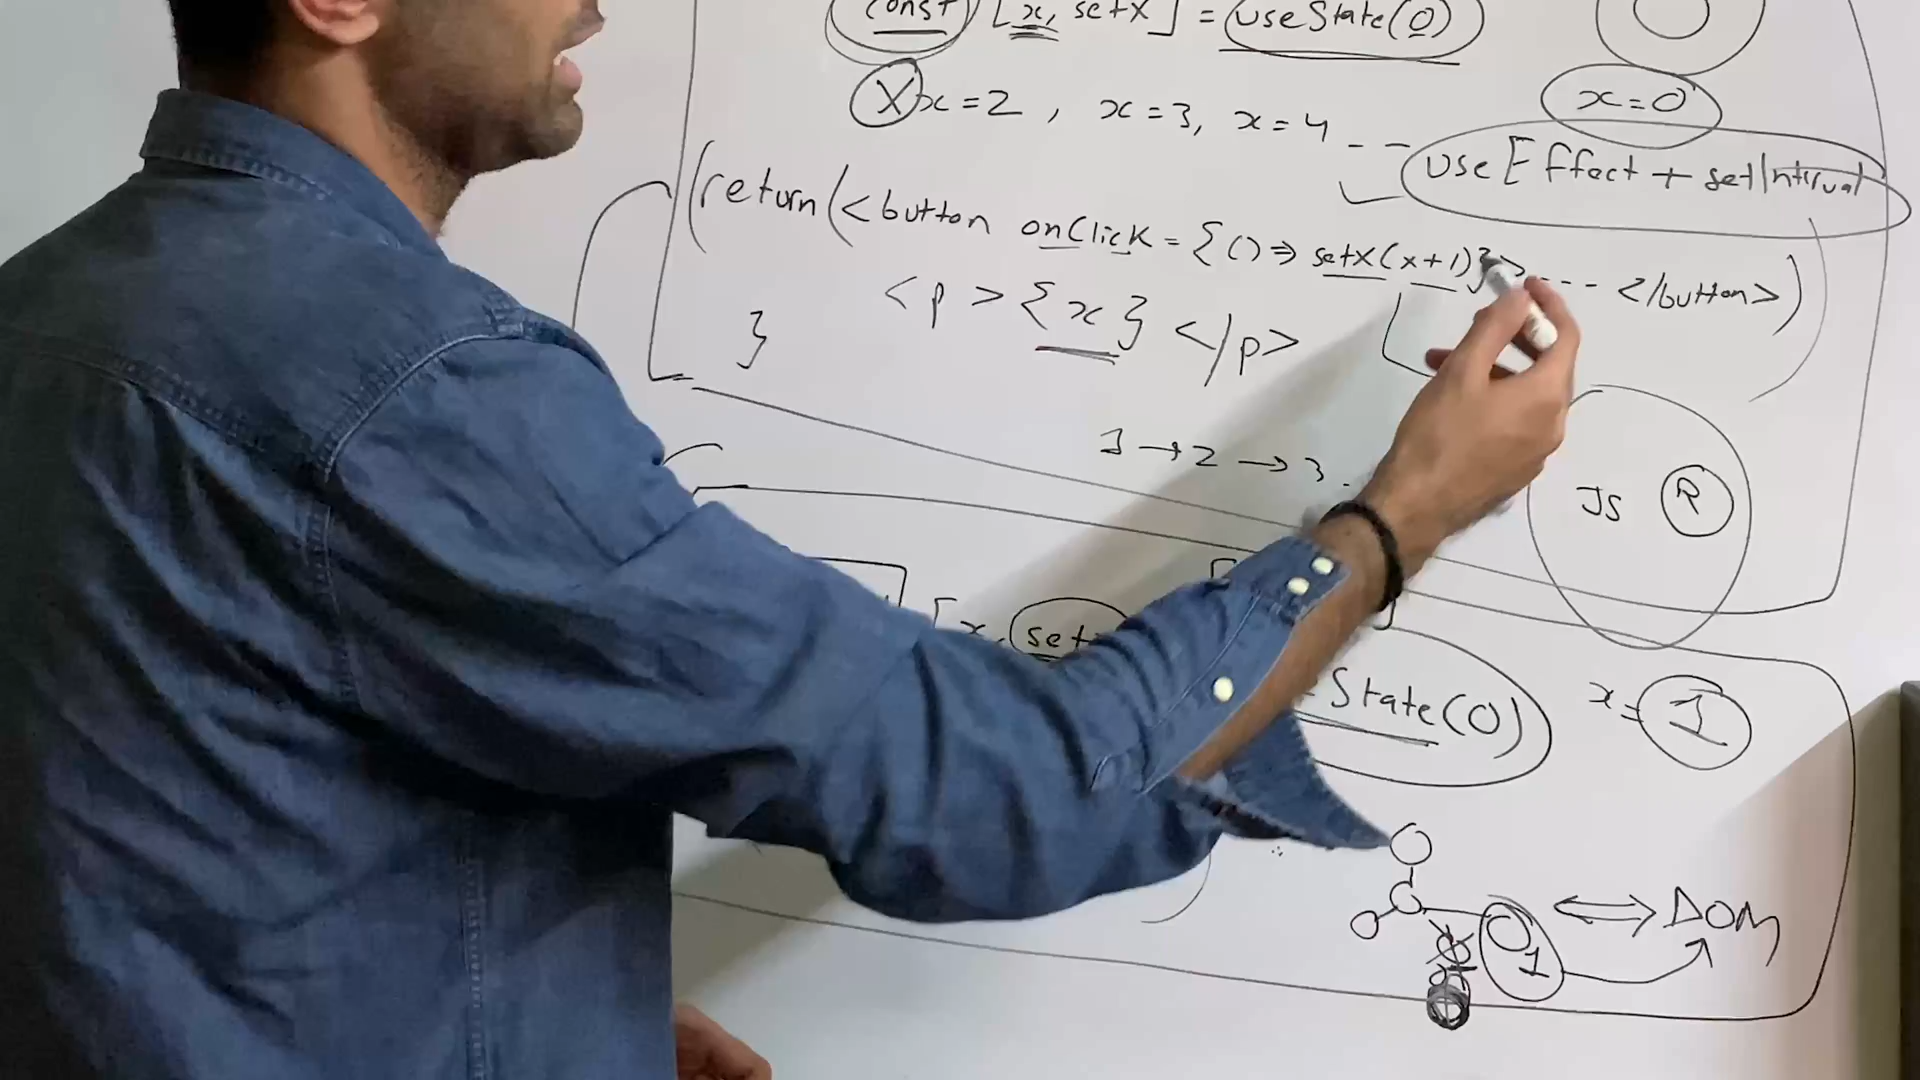 const [x, setX] = useState(0)
x=0
X x=2 , x=3, x=4 - - -
useEffect + setInterval
return (<button onClick = {() => setX(x+1)}> - - - </button>)
<p> {x} </p>
}
1 → 2 → 3 .
JS R
[x, set
State(0)
x = 1
1 ⟺ DOM